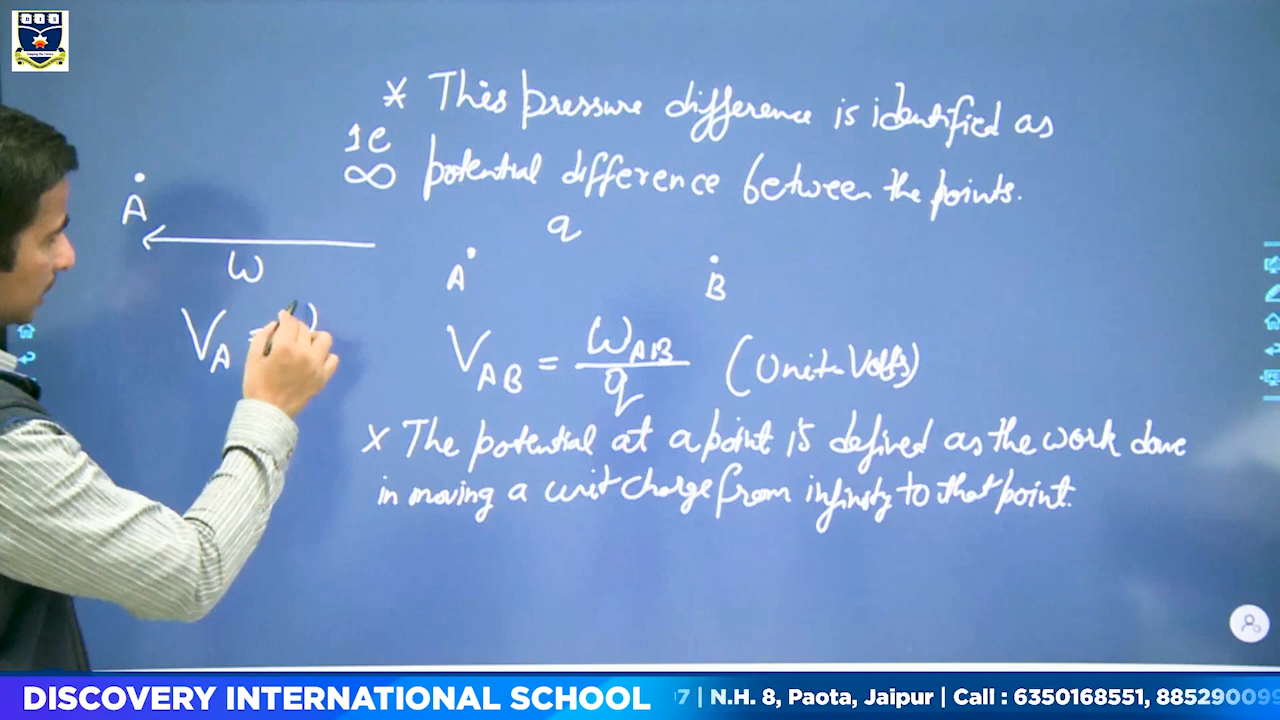 * This pressure difference is identified as
1C
∞ potential difference between the points.
q
A
W
A B
V_A =
V_AB = W_AB / q (Unit-Volts)
x The potential at a point is defined as the work done
in moving a unit charge from infinity to that point.
DISCOVERY INTERNATIONAL SCHOOL
| N.H. 8, Paota, Jaipur | Call : 6350168551,